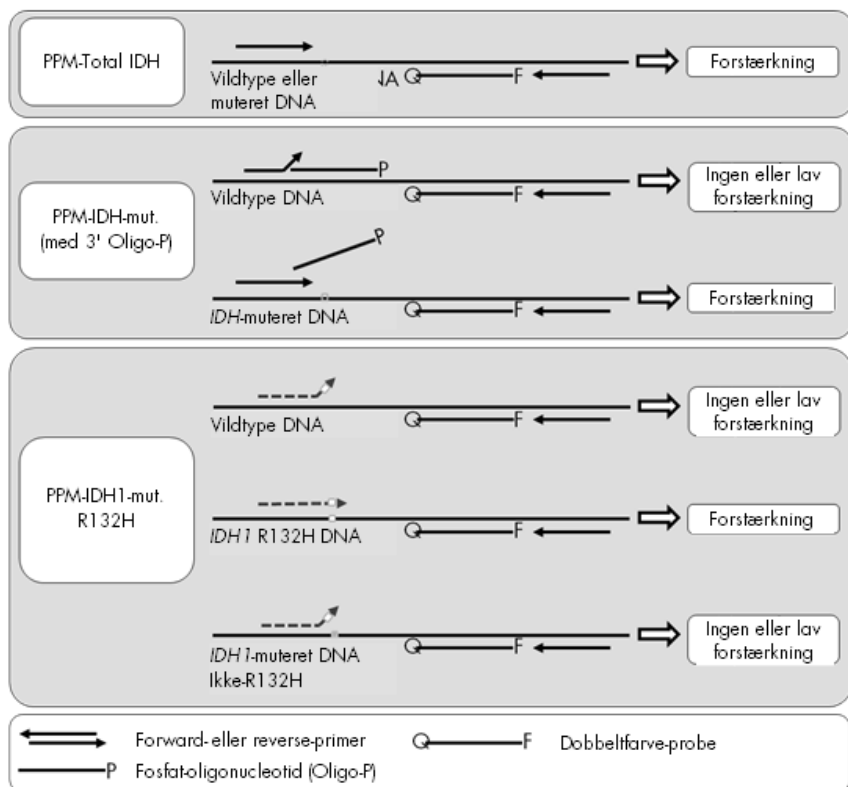 PPM-Total IDH
Vildtype eller
muteret DNA
NA
Q
F
Forstærkning
PPM-IDH-mut.
(med 3' Oligo-P)
P
Vildtype DNA
Q
F
Ingen eller lav
forstærkning
P
IDH-muteret DNA
Q
F
Forstærkning
PPM-IDH1-mut.
R132H
Vildtype DNA
Q
F
Ingen eller lav
forstærkning
IDH1 R132H DNA
Q
F
Forstærkning
IDH1-muteret DNA
Ikke-R132H
Q
F
Ingen eller lav
forstærkning
Forward- eller reverse-primer
Q
F
Dobbeltfarve-probe
P
Fosfat-oligonucleotid (Oligo-P)